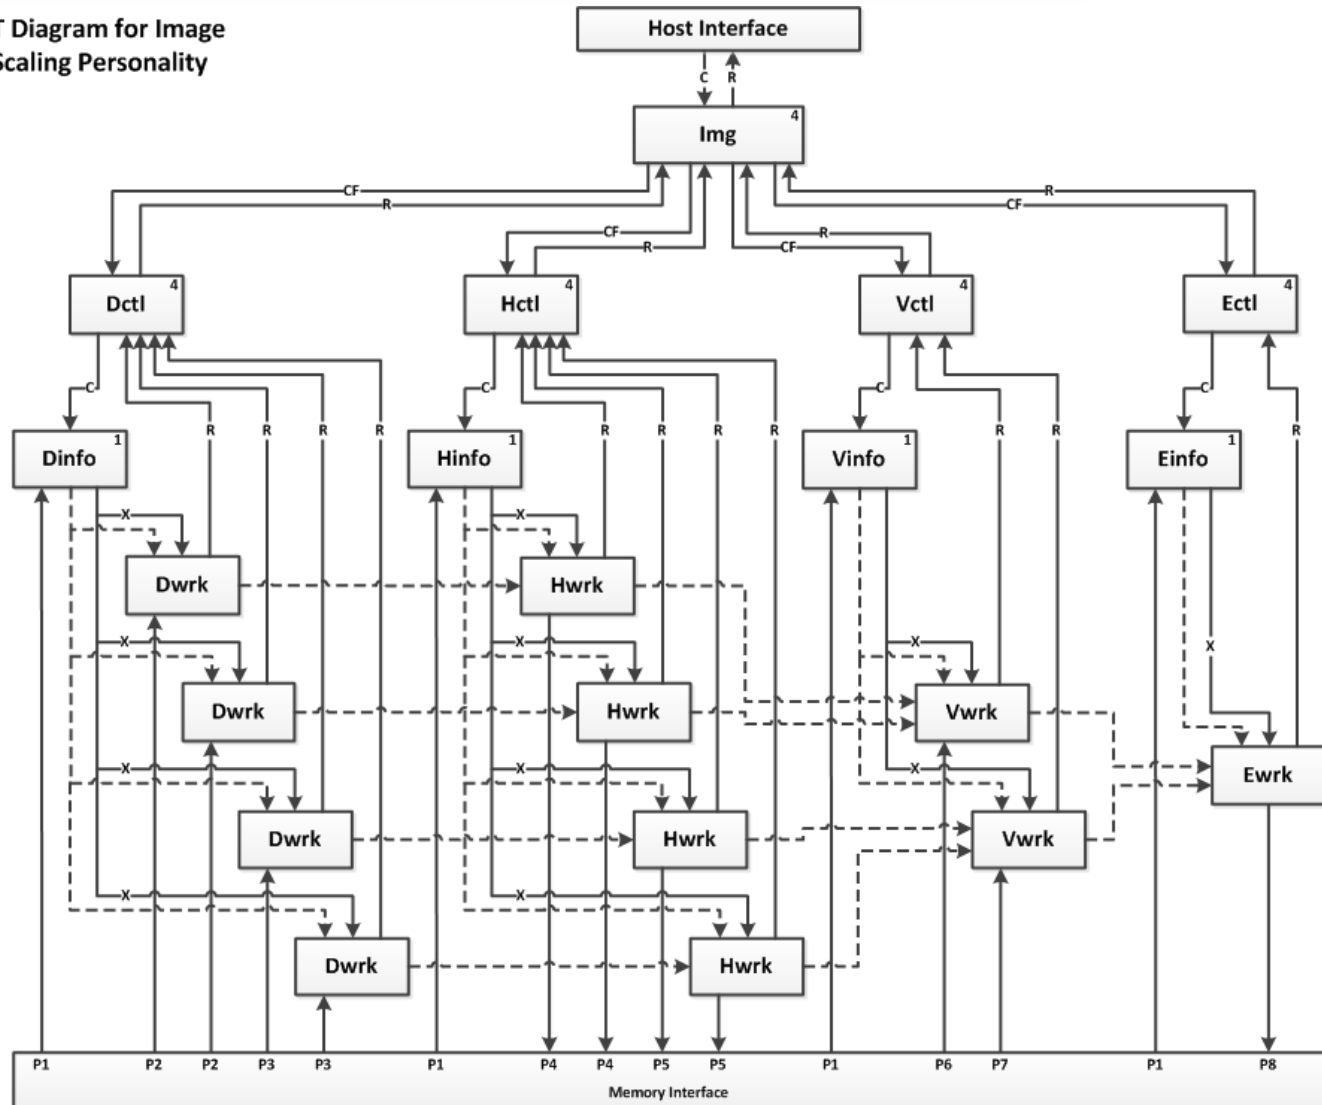 T Diagram for Image
Scaling Personality
Host Interface
C R
Img 4
CF R
R CF
CF R
R CF
Dctl 4
Hctl 4
Vctl 4
Ectl 4
C C C C
R R R R R R R R R R R
Dinfo 1
Hinfo 1
Vinfo 1
Einfo 1
X X
Dwrk Hwrk
X X X X
Dwrk Hwrk Vwrk
X X X
Ewrk
Dwrk Hwrk Vwrk
X X
Dwrk Hwrk
P1 P2 P2 P3 P3 P1 P4 P4 P5 P5 P1 P6 P7 P1 P8
Memory Interface